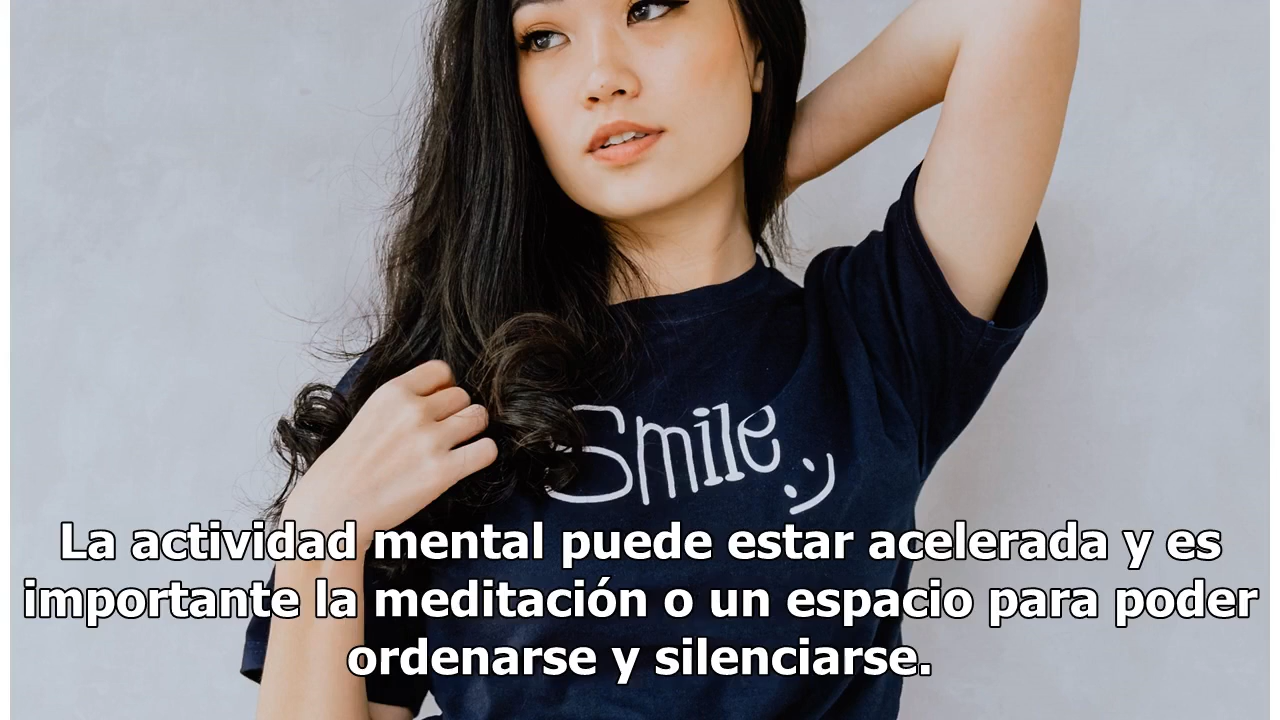 Smile
La actividad mental puede estar acelerada y es
importante la meditación o un espacio para poder
ordenarse y silenciarse.